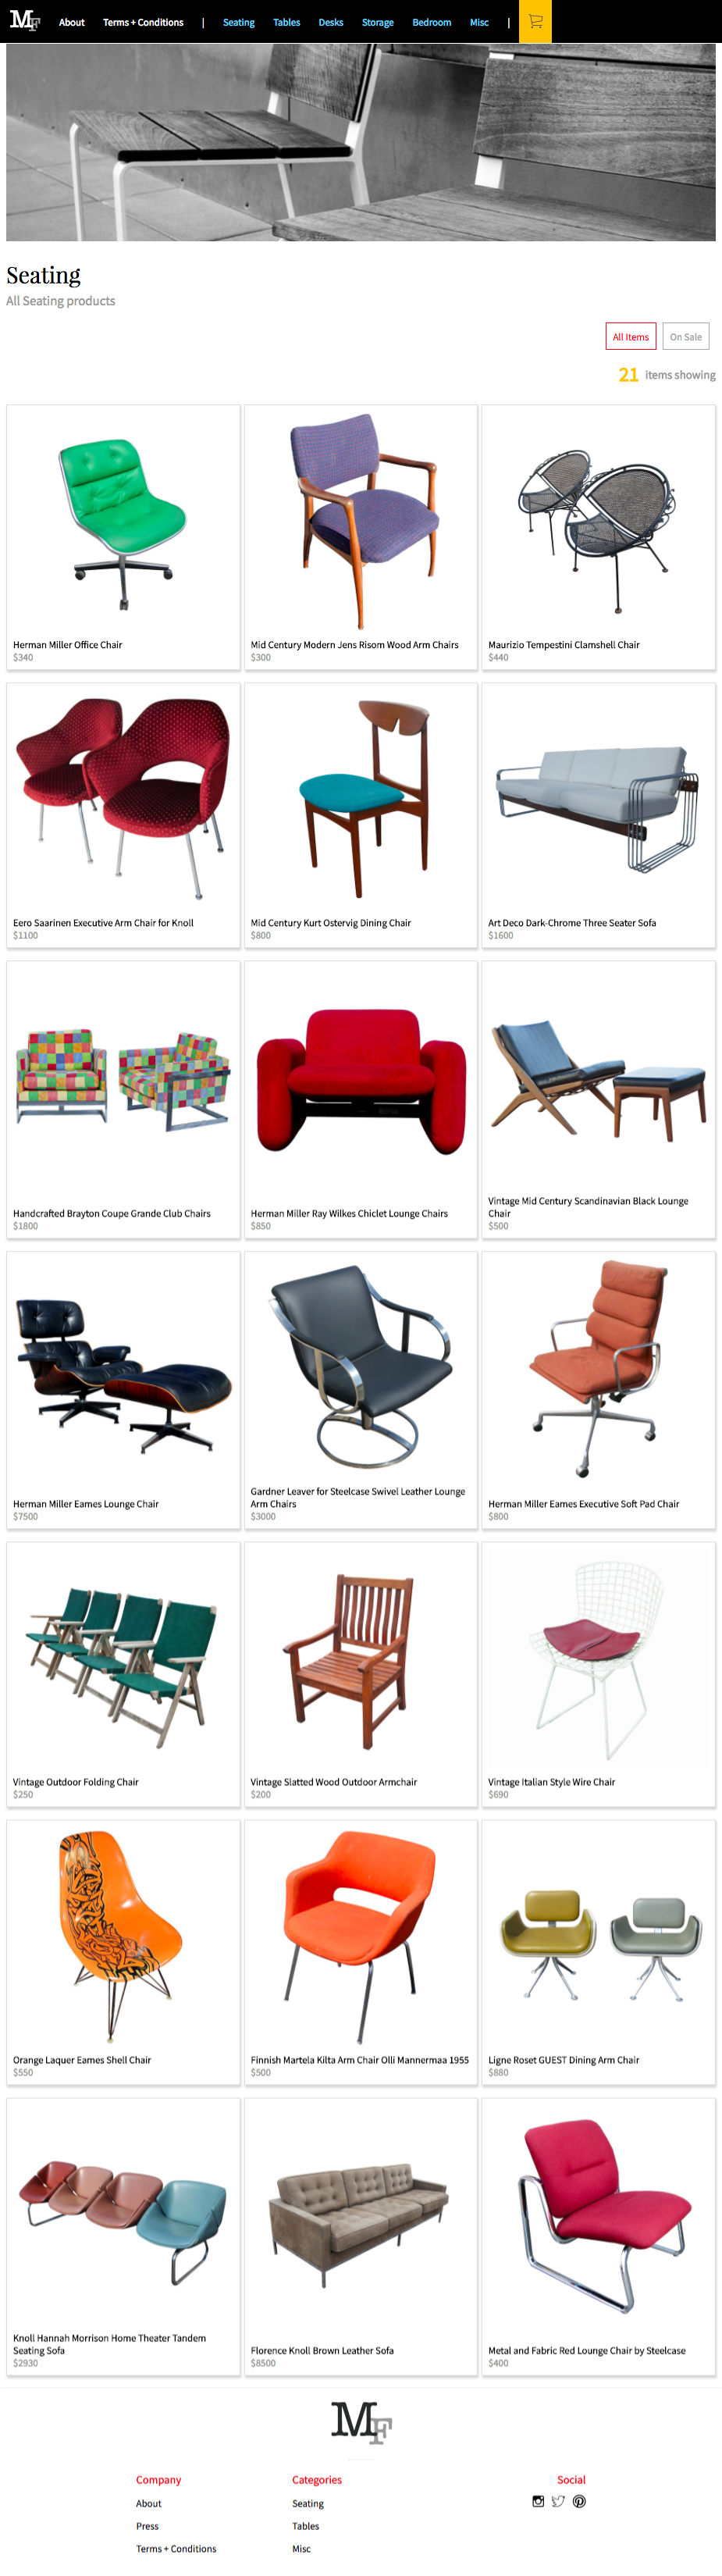 MF
About Terms + Conditions | Seating Tables Desks Storage Bedroom Misc |
Seating
All Seating products
All Items On Sale
21 items showing
Herman Miller Office Chair
$340
Mid Century Modern Jens Risom Wood Arm Chairs
$300
Maurizio Tempestini Clamshell Chair
$440
Eero Saarinen Executive Arm Chair for Knoll
$1100
Mid Century Kurt Ostervig Dining Chair
$800
Art Deco Dark-Chrome Three Seater Sofa
$1600
Handcrafted Brayton Coupe Grande Club Chairs
$1800
Herman Miller Ray Wilkes Chiclet Lounge Chairs
$850
Vintage Mid Century Scandinavian Black Lounge
Chair
$500
Herman Miller Eames Lounge Chair
$7500
Gardner Leaver for Steelcase Swivel Leather Lounge
Arm Chairs
$3000
Herman Miller Eames Executive Soft Pad Chair
$800
Vintage Outdoor Folding Chair
$250
Vintage Slatted Wood Outdoor Armchair
$200
Vintage Italian Style Wire Chair
$690
Orange Laquer Eames Shell Chair
$550
Finnish Martela Kilta Arm Chair Olli Mannermaa 1955
$500
Ligne Roset GUEST Dining Arm Chair
$880
Knoll Hannah Morrison Home Theater Tandem
Seating Sofa
$2930
Florence Knoll Brown Leather Sofa
$8500
Metal and Fabric Red Lounge Chair by Steelcase
$400
MF
Company
About
Press
Terms + Conditions
Categories
Seating
Tables
Misc
Social